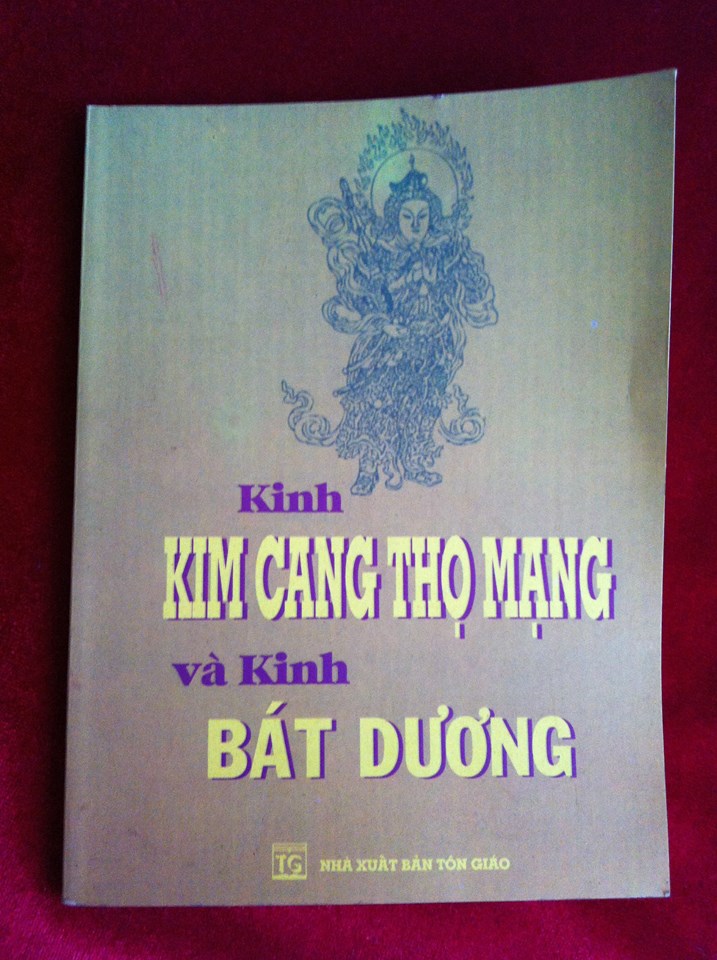 Kinh
KIM CANG THỌ MẠNG
và Kinh
BÁT DƯƠNG
TG
NHÀ XUẤT BẢN TÔN GIÁO